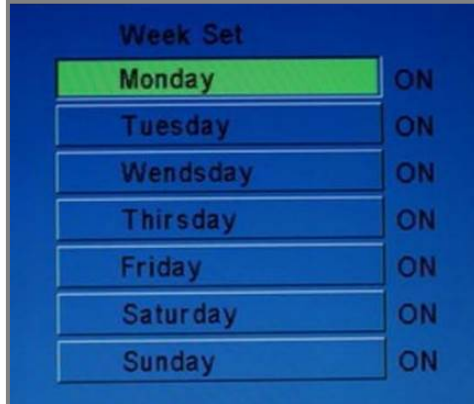 Week Set
Monday ON
Tuesday ON
Wendsday ON
Thirsday ON
Friday ON
Saturday ON
Sunday ON